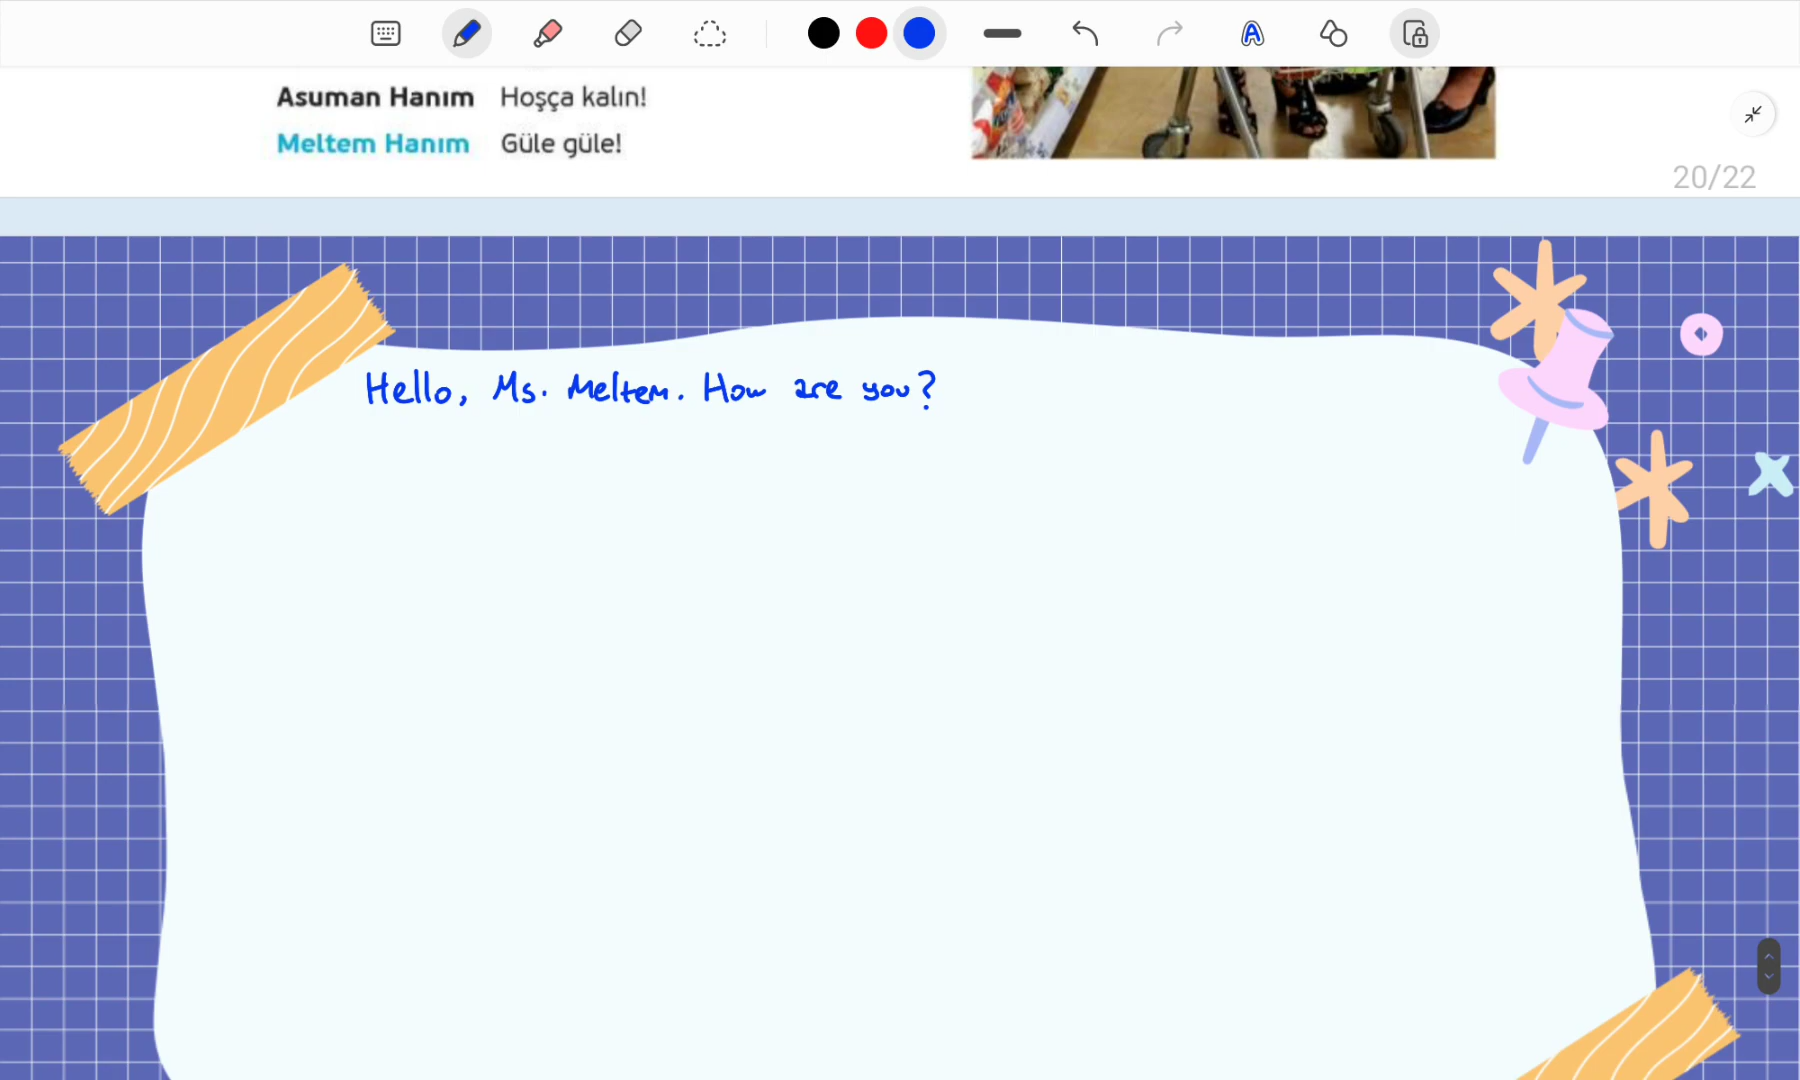 Asuman Hanım Hoşça kalın!
Meltem Hanım Güle güle!
20/22
Hello, Ms. Meltem. How are you?